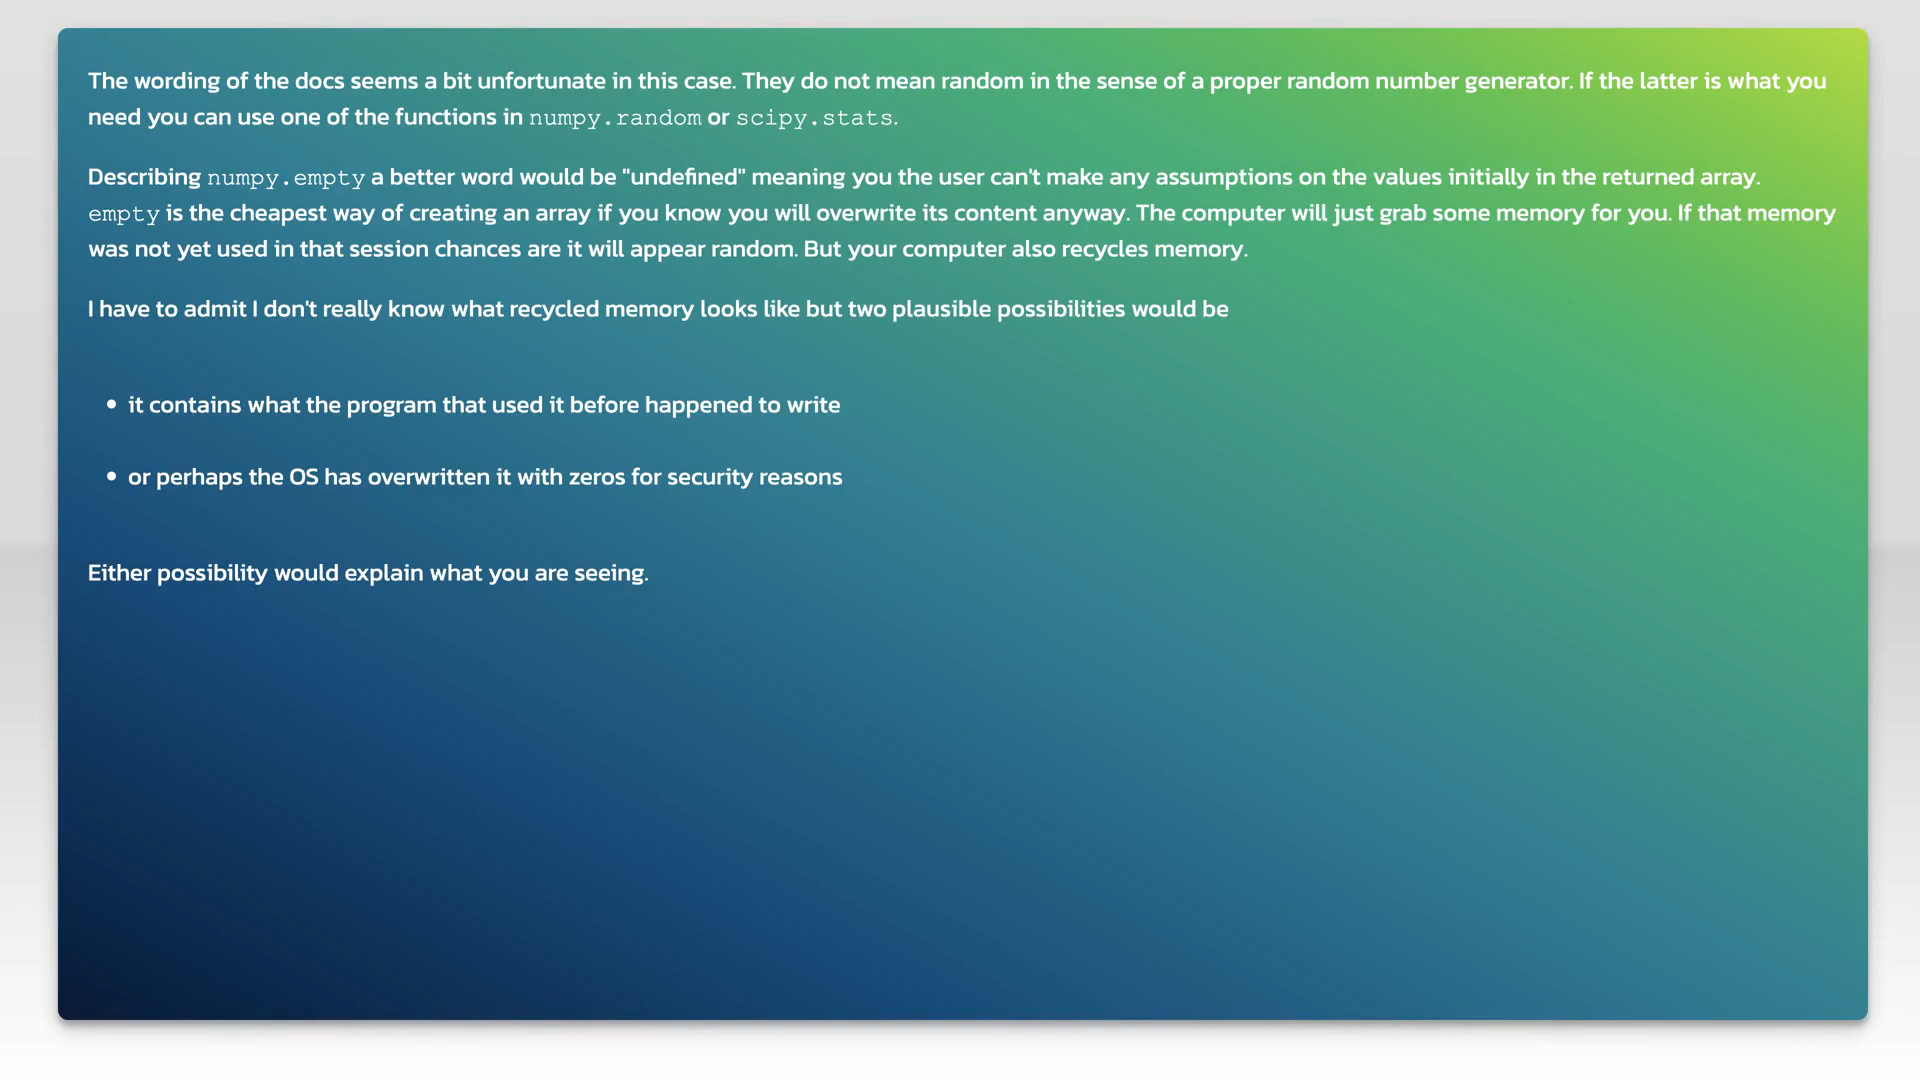 The wording of the docs seems a bit unfortunate in this case. They do not mean random in the sense of a proper random number generator. If the latter is what you
need you can use one of the functions in numpy.random or scipy.stats.
Describing numpy.empty a better word would be "undefined" meaning you the user can't make any assumptions on the values initially in the returned array.
empty is the cheapest way of creating an array if you know you will overwrite its content anyway. The computer will just grab some memory for you. If that memory
was not yet used in that session chances are it will appear random. But your computer also recycles memory.
I have to admit I don't really know what recycled memory looks like but two plausible possibilities would be
• it contains what the program that used it before happened to write
• or perhaps the OS has overwritten it with zeros for security reasons
Either possibility would explain what you are seeing.